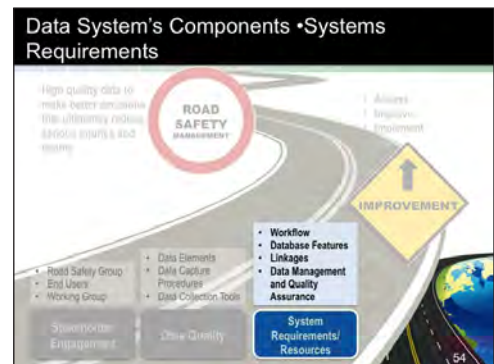 Data System's Components •Systems
Requirements
High quality data to
make better decisions
that ultimately reduce
serious injuries and
deaths
ROAD
SAFETY
MANAGEMENT
• Assess
• Improve
• Implement
IMPROVEMENT
• Road Safety Group
• End Users
• Working Group
• Data Elements
• Data Capture
Procedures
• Data Collection Tools
• Workflow
• Database Features
• Linkages
• Data Management
and Quality
Assurance
Stakeholder
Engagement
Data Quality
System
Requirements/
Resources
54